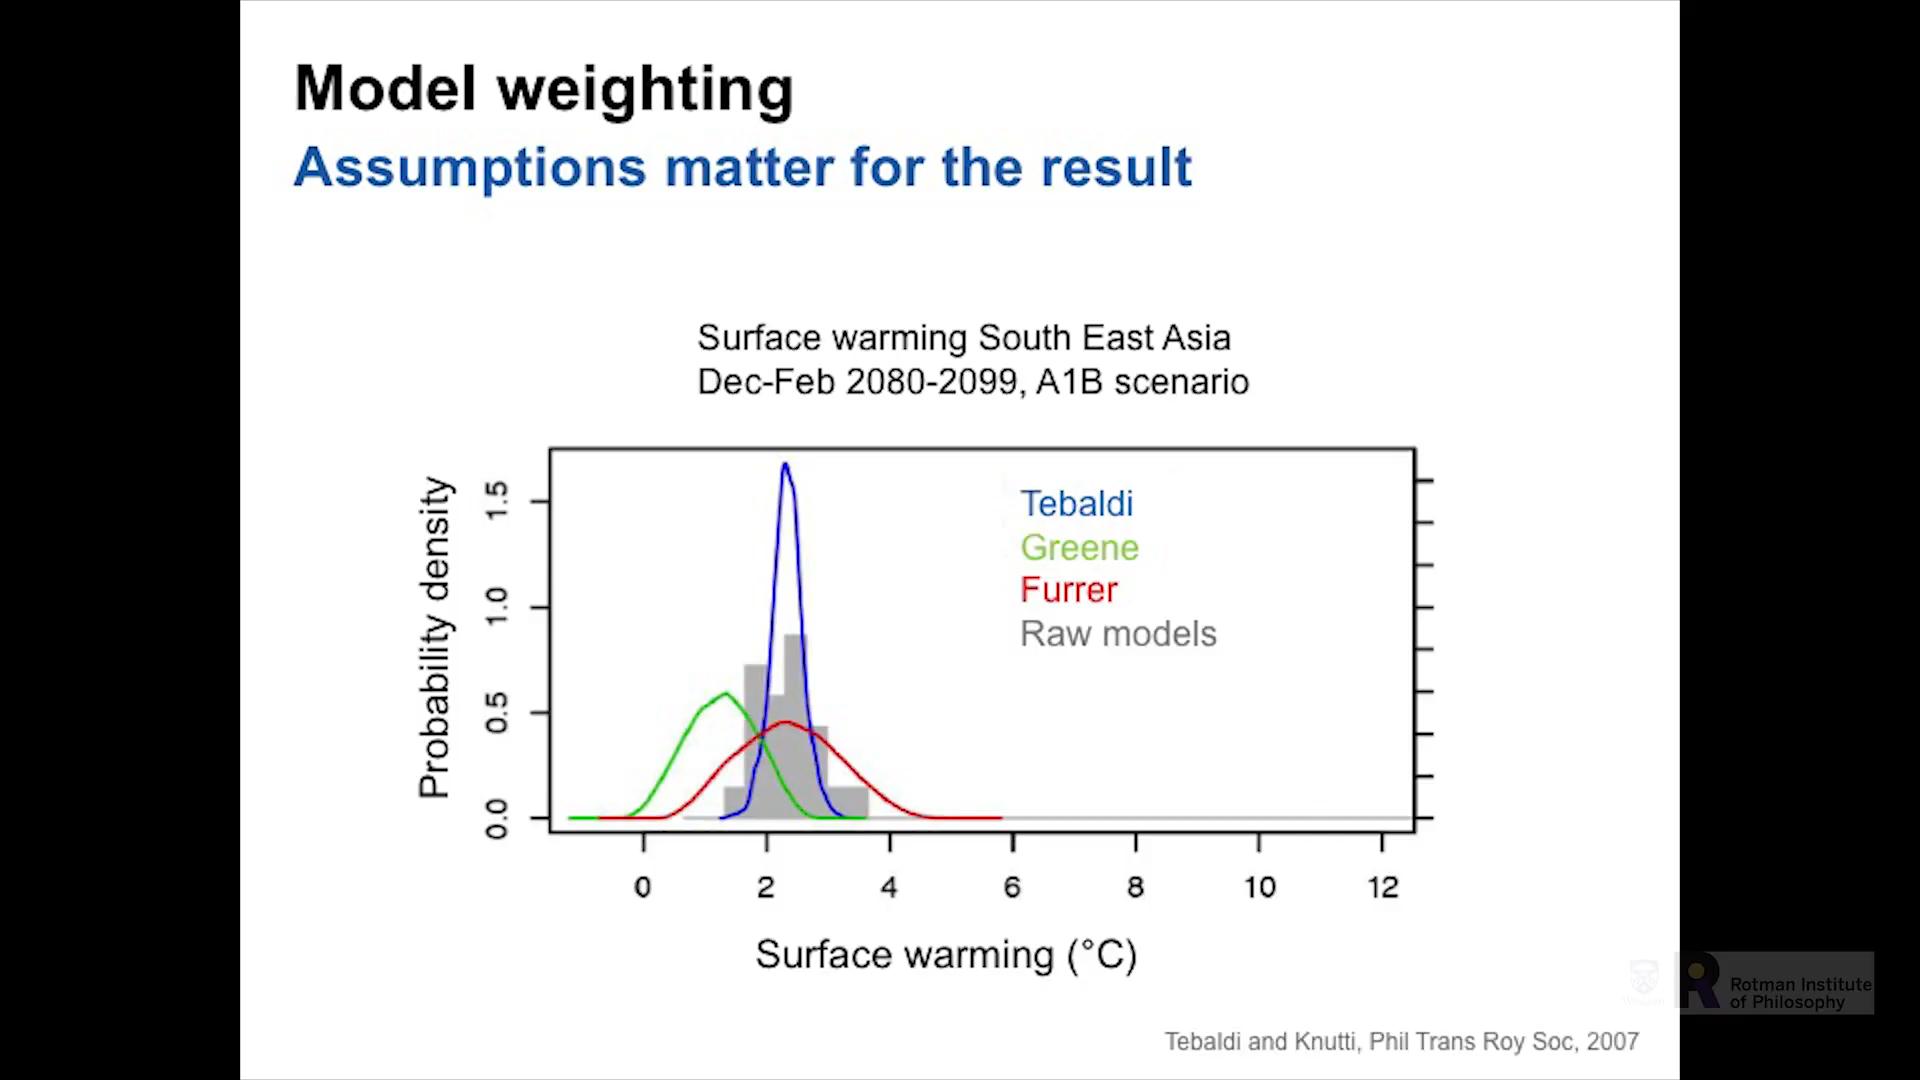 Model weighting
Assumptions matter for the result
Surface warming South East Asia
Dec-Feb 2080-2099, A1B scenario
Probability density
1.5
1.0
0.5
0.0
Tebaldi
Greene
Furrer
Raw models
0 2 4 6 8 10 12
Surface warming (°C)
Rotman Institute
of Philosophy
Tebaldi and Knutti, Phil Trans Roy Soc, 2007